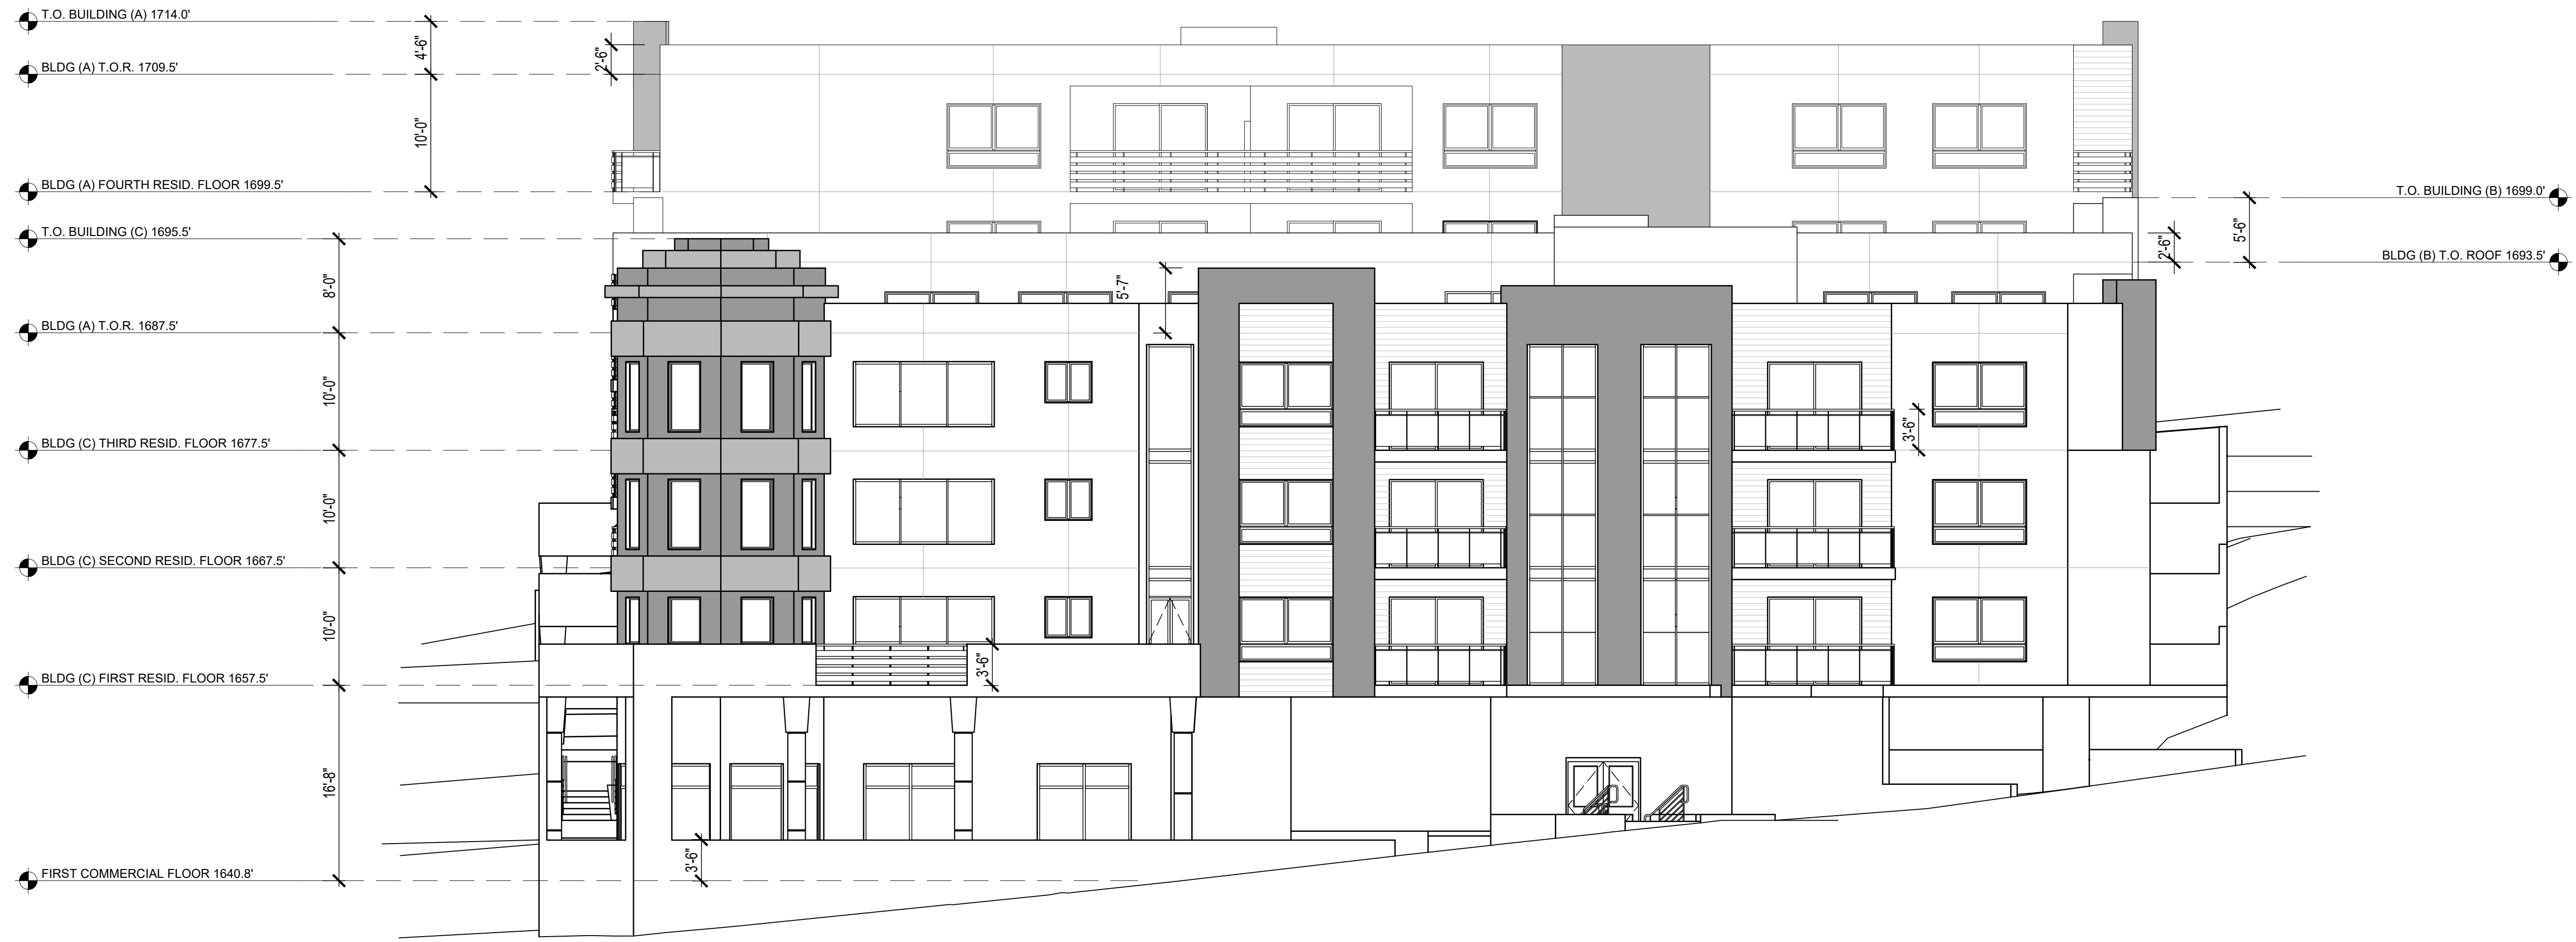 T.O. BUILDING (A) 1714.0'
4'-6"
2'-6"
BLDG (A) T.O.R. 1709.5'
10'-0"
BLDG (A) FOURTH RESID. FLOOR 1699.5'
T.O. BUILDING (B) 1699.0'
5'-6"
2'-6"
T.O. BUILDING (C) 1695.5'
BLDG (B) T.O. ROOF 1693.5'
8'-0"
5'-7"
BLDG (A) T.O.R. 1687.5'
10'-0"
3'-6"
BLDG (C) THIRD RESID. FLOOR 1677.5'
10'-0"
BLDG (C) SECOND RESID. FLOOR 1667.5'
10'-0"
3'-6"
BLDG (C) FIRST RESID. FLOOR 1657.5'
16'-8"
3'-6"
FIRST COMMERCIAL FLOOR 1640.8'